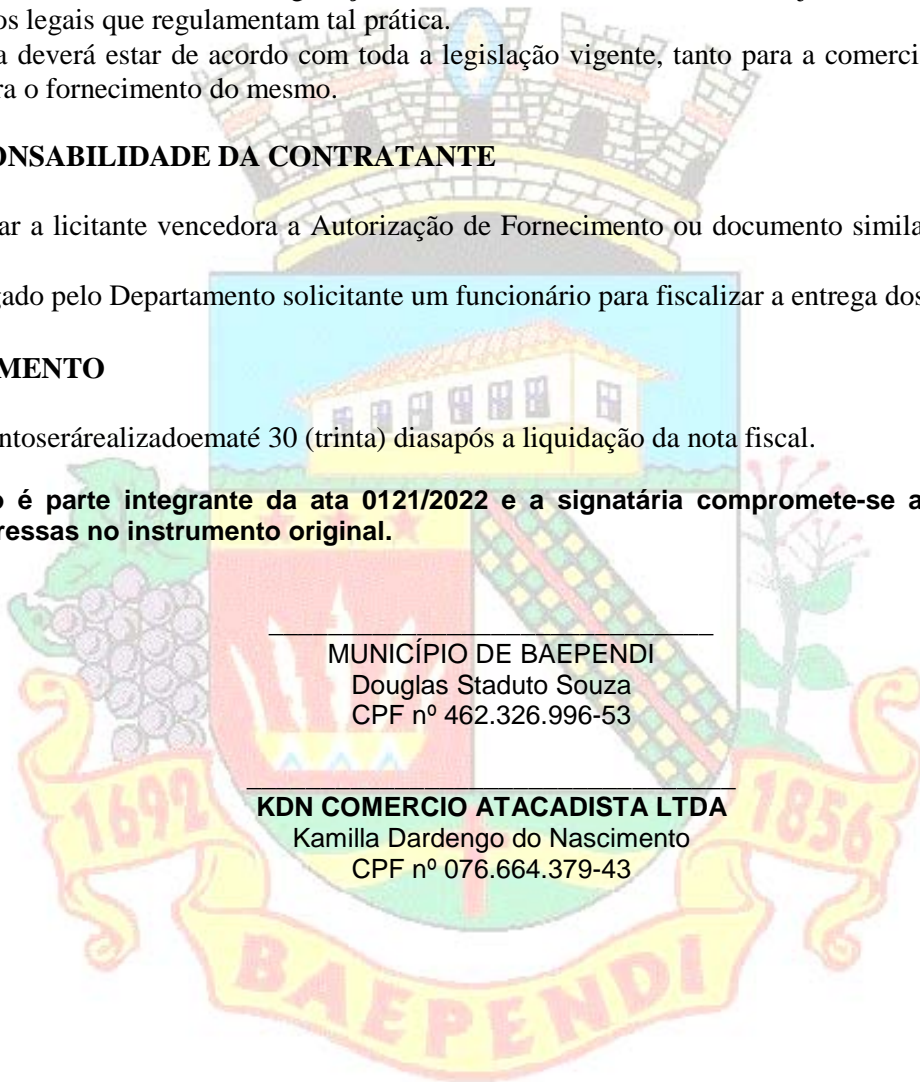 os legais que regulamentam tal prática.
a deverá estar de acordo com toda a legislação vigente, tanto para a comerci
ra o fornecimento do mesmo.
ONSABILIDADE DA CONTRATANTE
ar a licitante vencedora a Autorização de Fornecimento ou documento simila
gado pelo Departamento solicitante um funcionário para fiscalizar a entrega dos
MENTO
ntoserárealizadoematé 30 (trinta) diasapós a liquidação da nota fiscal.
o é parte integrante da ata 0121/2022 e a signatária compromete-se a
ressas no instrumento original.
MUNICÍPIO DE BAEPENDI
Douglas Staduto Souza
CPF nº 462.326.996-53
KDN COMERCIO ATACADISTA LTDA
Kamilla Dardengo do Nascimento
CPF nº 076.664.379-43
1692
1856
BAEPENDI